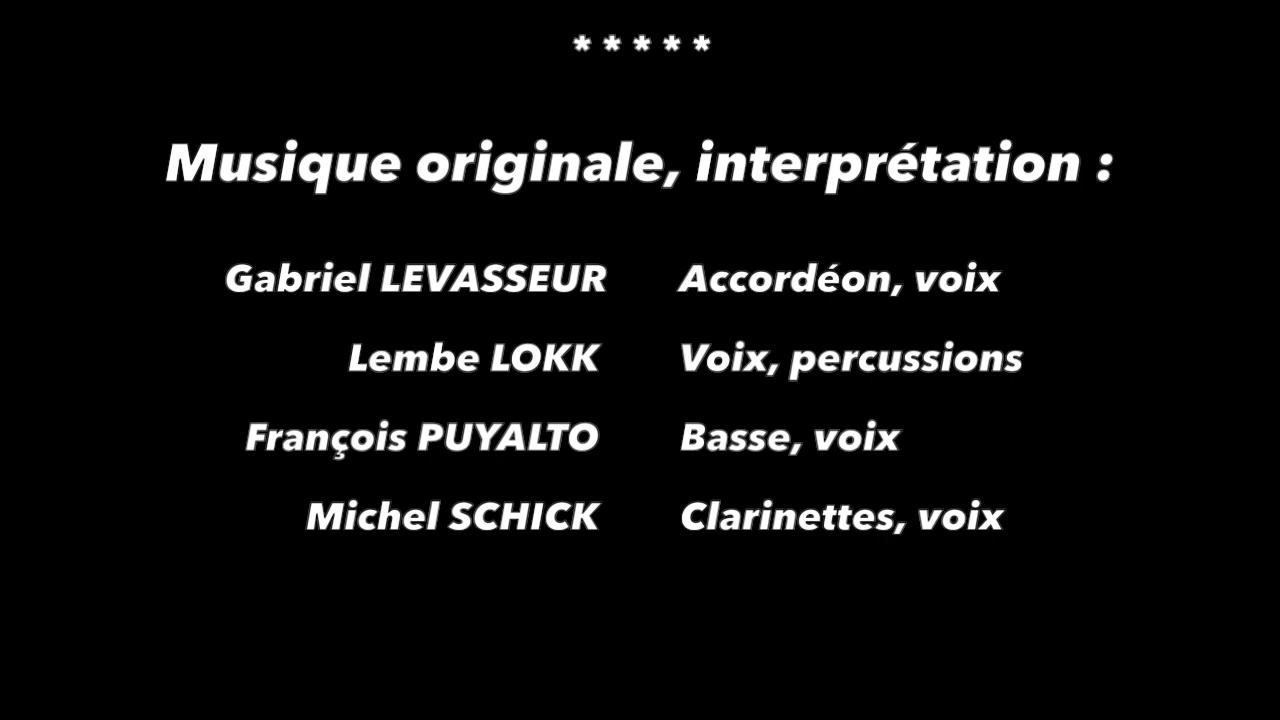 * * * * *
Musique originale, interprétation :
Gabriel LEVASSEUR Accordéon, voix
Lembe LOKK Voix, percussions
François PUYALTO Basse, voix
Michel SCHICK Clarinettes, voix